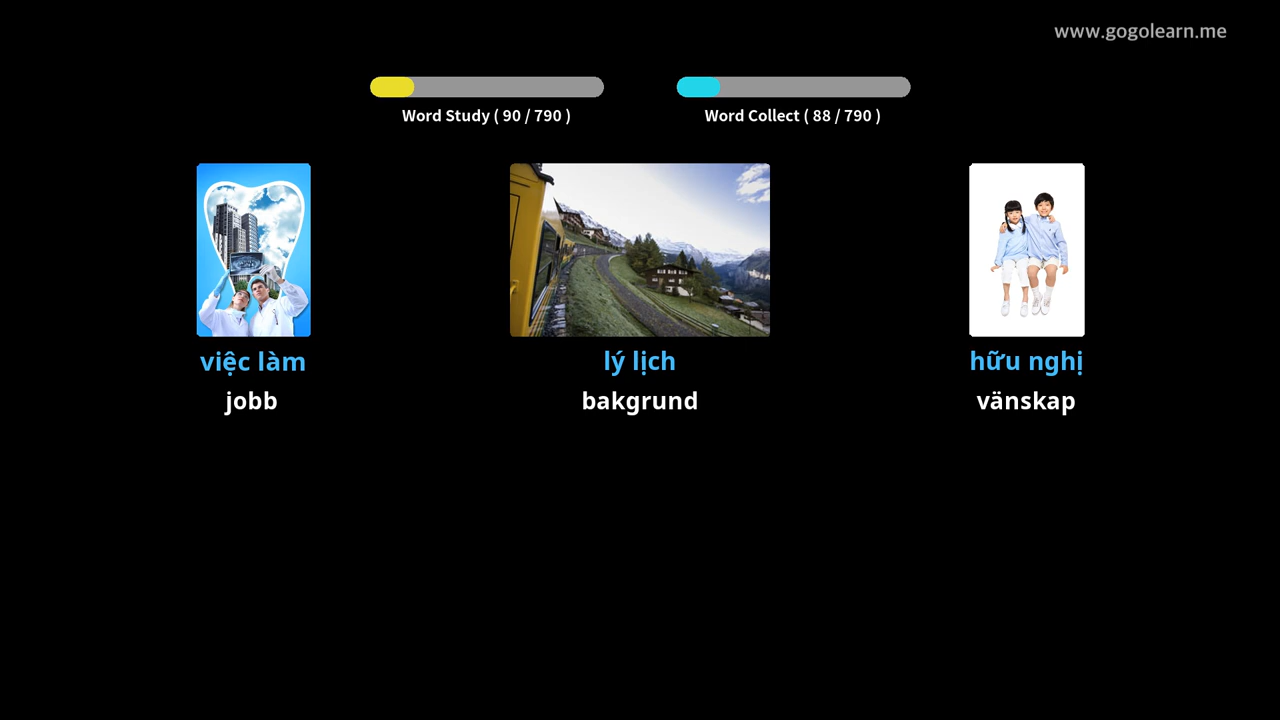 www.gogolearn.me
Word Study ( 90 / 790 )
Word Collect ( 88 / 790 )
việc làm
lý lịch
hữu nghị
jobb
bakgrund
vänskap